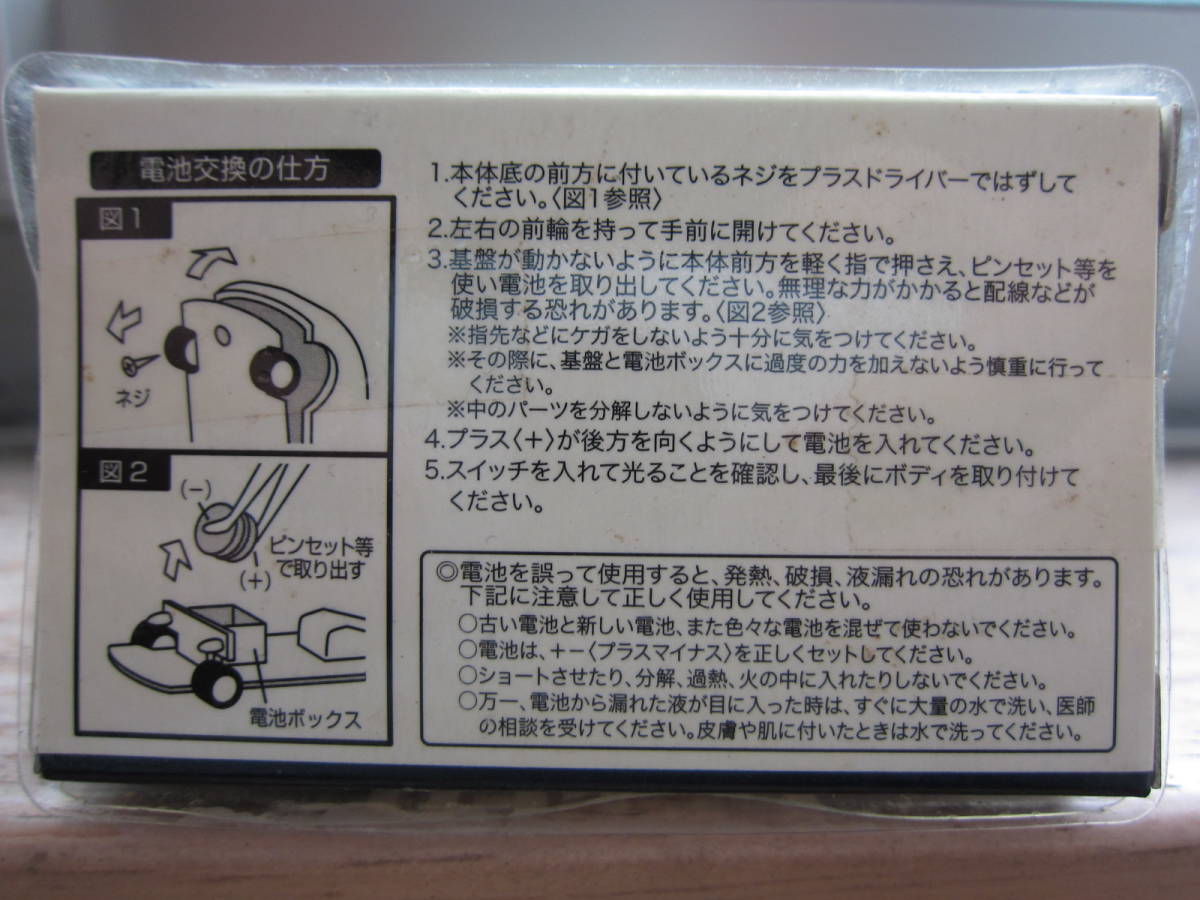 電池交換の仕方
図1
ネジ
図2
(−)
ピンセット等
で取り出す
(+)
電池ボックス
1.本体底の前方に付いているネジをプラスドライバーではずして
ください。〈図1参照〉
2.左右の前輪を持って手前に開けてください。
3.基盤が動かないように本体前方を軽く指で押さえ、ピンセット等を
使い電池を取り出してください。無理な力がかかると配線などが
破損する恐れがあります。〈図2参照〉
※指先などにケガをしないよう十分に気をつけてください。
※その際に、基盤と電池ボックスに過度の力を加えないよう慎重に行って
ください。
※中のパーツを分解しないように気をつけてください。
4.プラス〈+〉が後方を向くようにして電池を入れてください。
5.スイッチを入れて光ることを確認し、最後にボディを取り付けて
ください。
◎電池を誤って使用すると、発熱、破損、液漏れの恐れがあります。
下記に注意して正しく使用してください。
○古い電池と新しい電池、また色々な電池を混ぜて使わないでください。
○電池は、+−〈プラスマイナス〉を正しくセットしてください。
○ショートさせたり、分解、過熱、火の中に入れたりしないでください。
○万一、電池から漏れた液が目に入った時は、すぐに大量の水で洗い、医師
の相談を受けてください。皮膚や肌に付いたときは水で洗ってください。